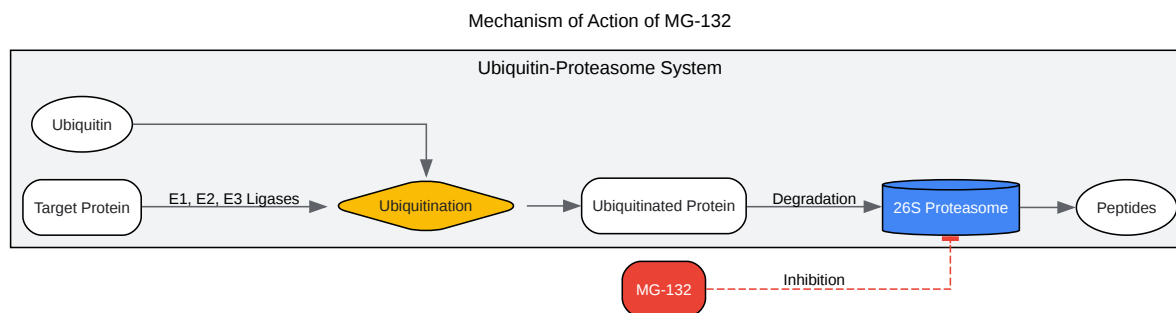 Mechanism of Action of MG-132
Ubiquitin-Proteasome System
Ubiquitin
Target Protein
E1, E2, E3 Ligases
Ubiquitination
Ubiquitinated Protein
Degradation
26S Proteasome
Peptides
MG-132
Inhibition